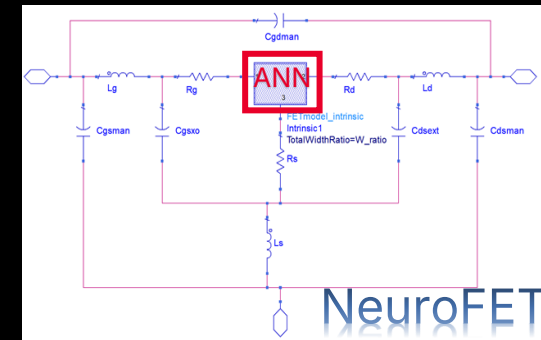 Cgdman
Lg
Rg
ANN
Rd
Ld
3
FETmodel_intrinsic
Cgsman
Cgsxo
Intrinsic1
Cdsext
Cdsman
TotalWidthRatio=W_ratio
Rs
Ls
NeuroFET